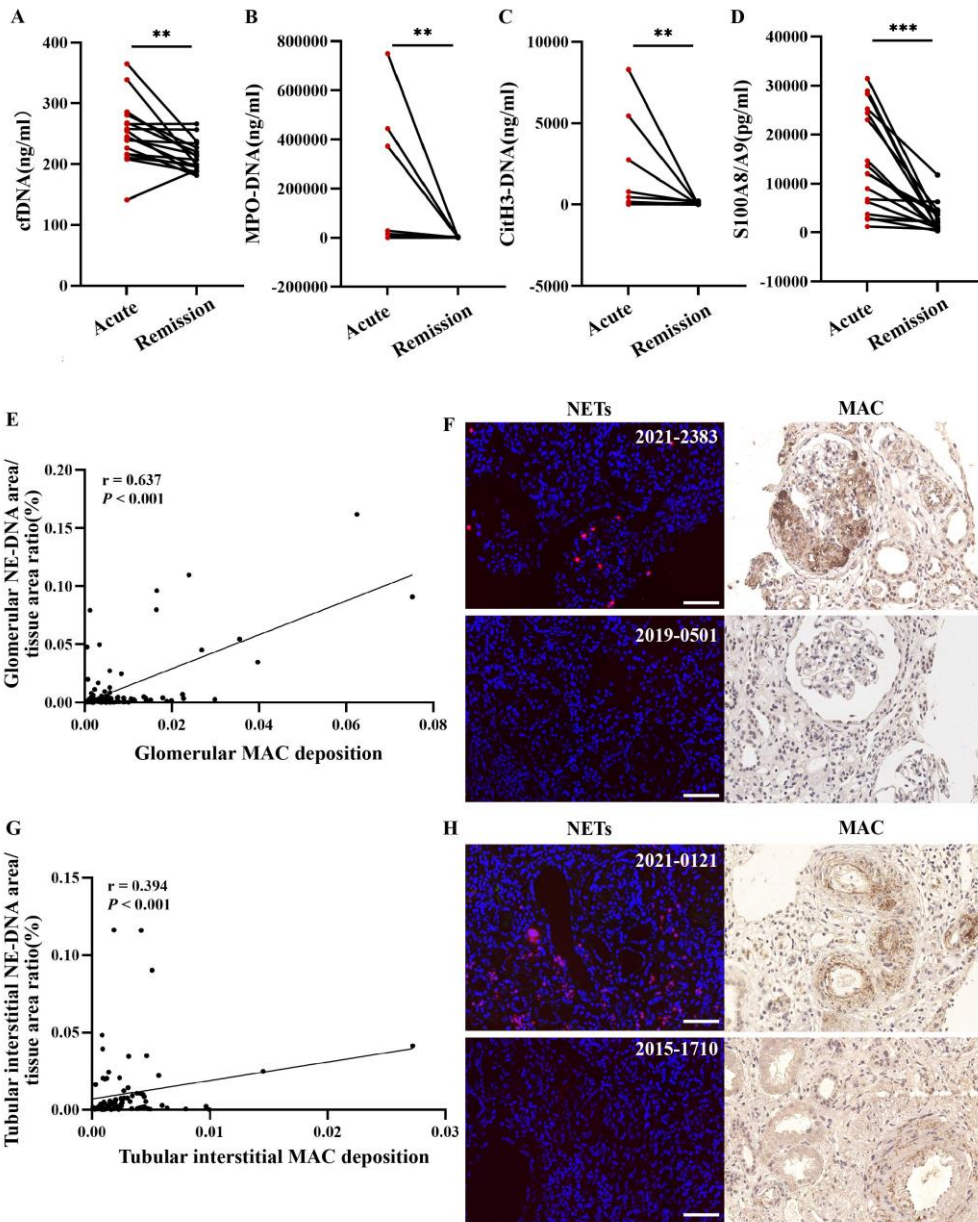 A
**
cfDNA(ng/ml)
400
300
200
100
0
Acute
Remission
B
**
MPO-DNA(ng/ml)
800000
600000
400000
200000
0
-200000
Acute
Remission
C
**
CitH3-DNA(ng/ml)
10000
5000
0
-5000
Acute
Remission
D
***
S100A8/A9(pg/ml)
40000
30000
20000
10000
0
-10000
Acute
Remission
E
Glomerular NE-DNA area/
tissue area ratio(%)
r = 0.637
P < 0.001
0.20
0.15
0.10
0.05
0.00
0.00 0.02 0.04 0.06 0.08
Glomerular MAC deposition
F
NETs MAC
2021-2383
2019-0501
G
Tubular interstitial NE-DNA area/
tissue area ratio(%)
r = 0.394
P < 0.001
0.15
0.10
0.05
0.00
0.00 0.01 0.02 0.03
Tubular interstitial MAC deposition
H
NETs MAC
2021-0121
2015-1710